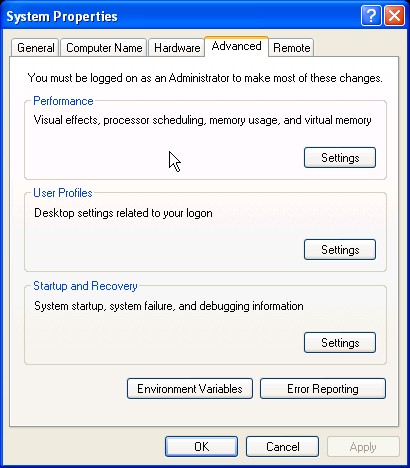 System Properties
General Computer Name Hardware Advanced Remote
You must be logged on as an Administrator to make most of these changes.
Performance
Visual effects, processor scheduling, memory usage, and virtual memory
Settings
User Profiles
Desktop settings related to your logon
Settings
Startup and Recovery
System startup, system failure, and debugging information
Settings
Environment Variables Error Reporting
OK Cancel Apply